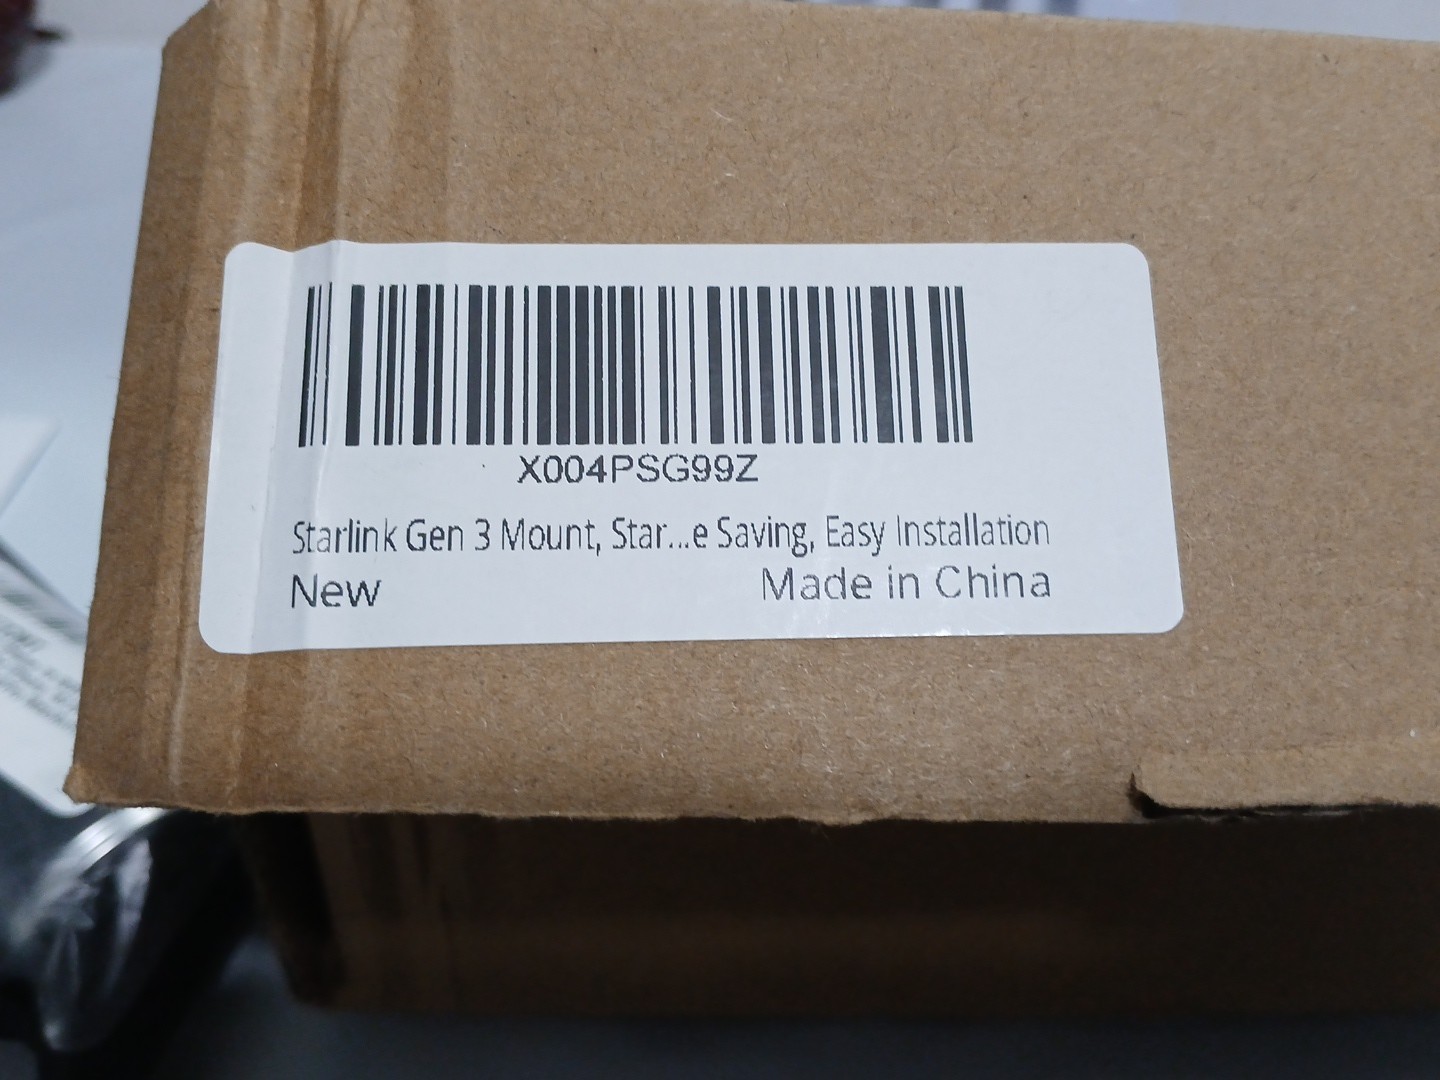 X004PSG99Z
Starlink Gen 3 Mount, Star...e Saving, Easy Installation
New Made in China